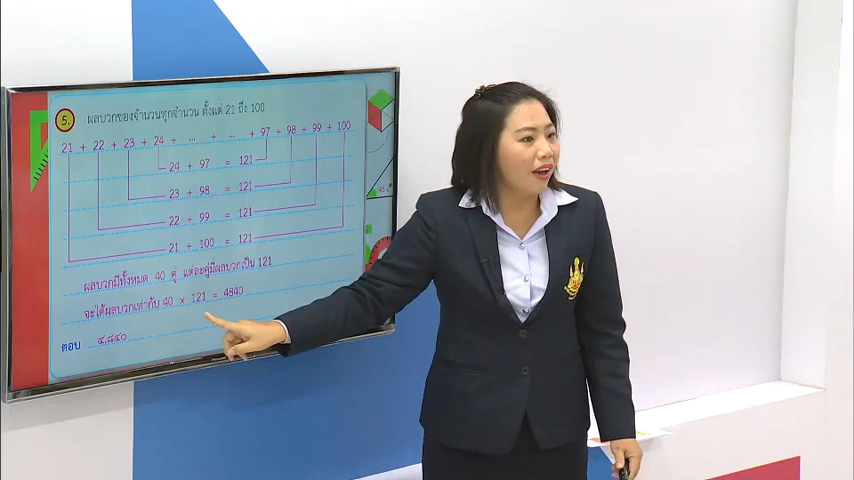 5. ผลบวกของจำนวนทุกจำนวน ตั้งแต่ 21 ถึง 100
21 + 22 + 23 + 24 + ... + ... + 97 + 98 + 99 + 100
24 + 97 = 121
23 + 98 = 121
22 + 99 = 121
21 + 100 = 121
ผลบวกมีทั้งหมด 40 คู่ แต่ละคู่มีผลบวกเป็น 121
จะได้ผลบวกเท่ากับ 40 × 121 = 4840
ตอบ ๔,๘๔๐